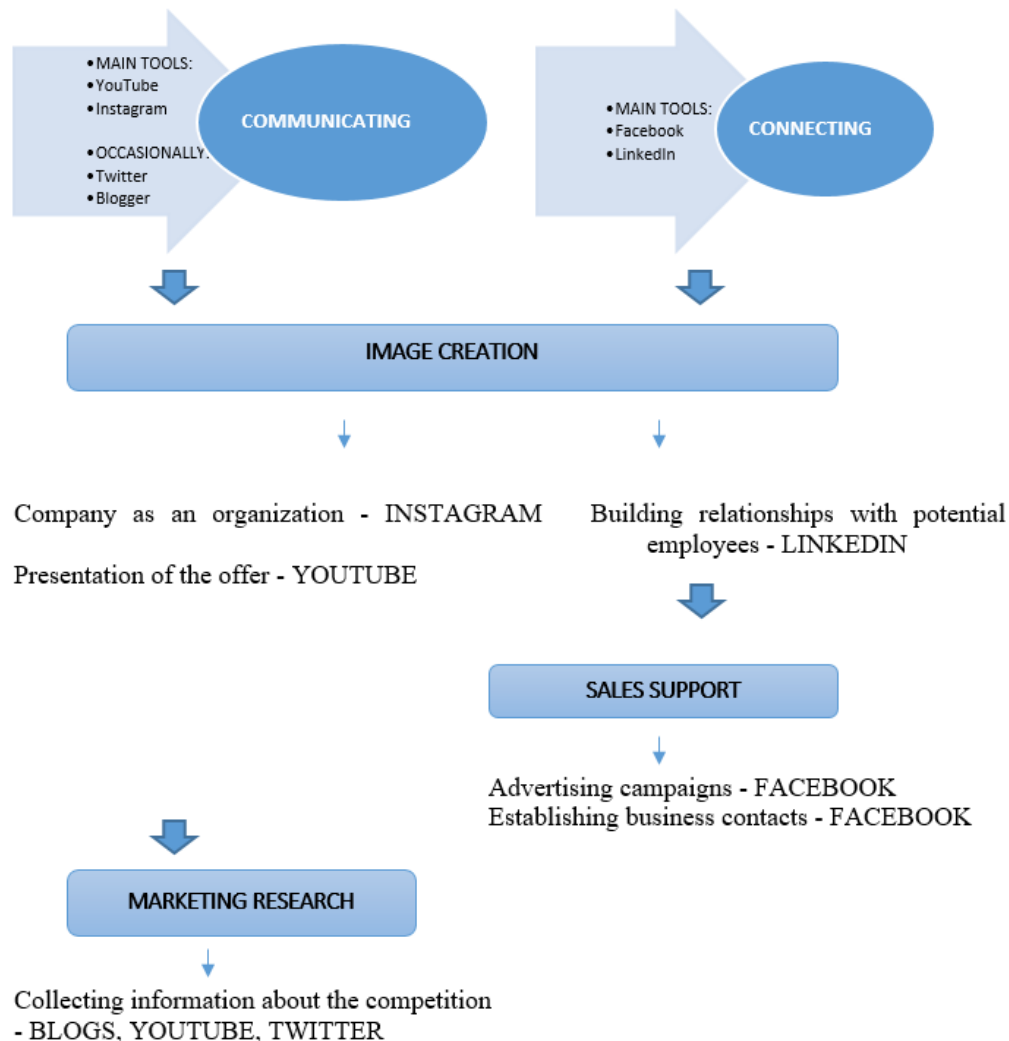 •MAIN TOOLS:
•YouTube
•Instagram
•OCCASIONALLY:
•Twitter
•Blogger
COMMUNICATING
•MAIN TOOLS:
•Facebook
•LinkedIn
CONNECTING
IMAGE CREATION
Company as an organization - INSTAGRAM
Presentation of the offer - YOUTUBE
Building relationships with potential
employees - LINKEDIN
SALES SUPPORT
Advertising campaigns - FACEBOOK
Establishing business contacts - FACEBOOK
MARKETING RESEARCH
Collecting information about the competition
- BLOGS, YOUTUBE, TWITTER